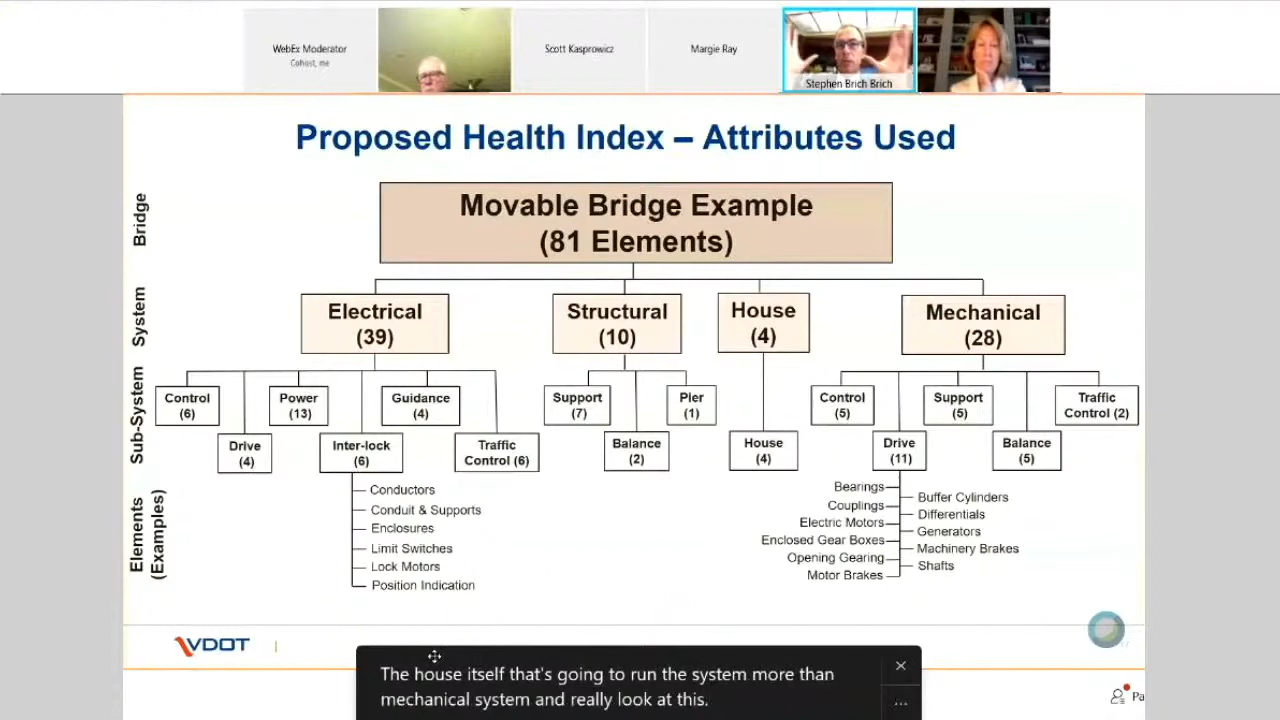 WebEx Moderator
Cohost, me
Scott Kasprowicz
Margie Ray
Stephen Brich Brich
Proposed Health Index – Attributes Used
Bridge
Movable Bridge Example
(81 Elements)
System
Electrical
(39)
Structural
(10)
House
(4)
Mechanical
(28)
Sub-System
Control
(6)
Drive
(4)
Power
(13)
Inter-lock
(6)
Guidance
(4)
Traffic
Control (6)
Support
(7)
Balance
(2)
Pier
(1)
House
(4)
Control
(5)
Drive
(11)
Support
(5)
Balance
(5)
Traffic
Control (2)
Elements
(Examples)
Conductors
Conduit & Supports
Enclosures
Limit Switches
Lock Motors
Position Indication
Bearings
Couplings
Electric Motors
Enclosed Gear Boxes
Opening Gearing
Motor Brakes
Buffer Cylinders
Differentials
Generators
Machinery Brakes
Shafts
VDOT
The house itself that's going to run the system more than
mechanical system and really look at this.
Pa